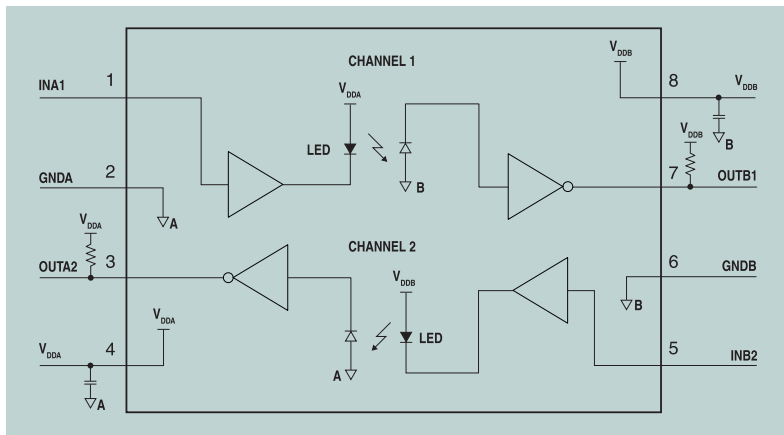 CHANNEL 1
INA1
1
V_DDA
LED
B
V_DDB
8
V_DDB
B
V_DDB
7
OUTB1
GNDA
2
A
V_DDA
OUTA2
3
CHANNEL 2
V_DDB
LED
A
6
GNDB
B
V_DDA
4
V_DDA
A
5
INB2